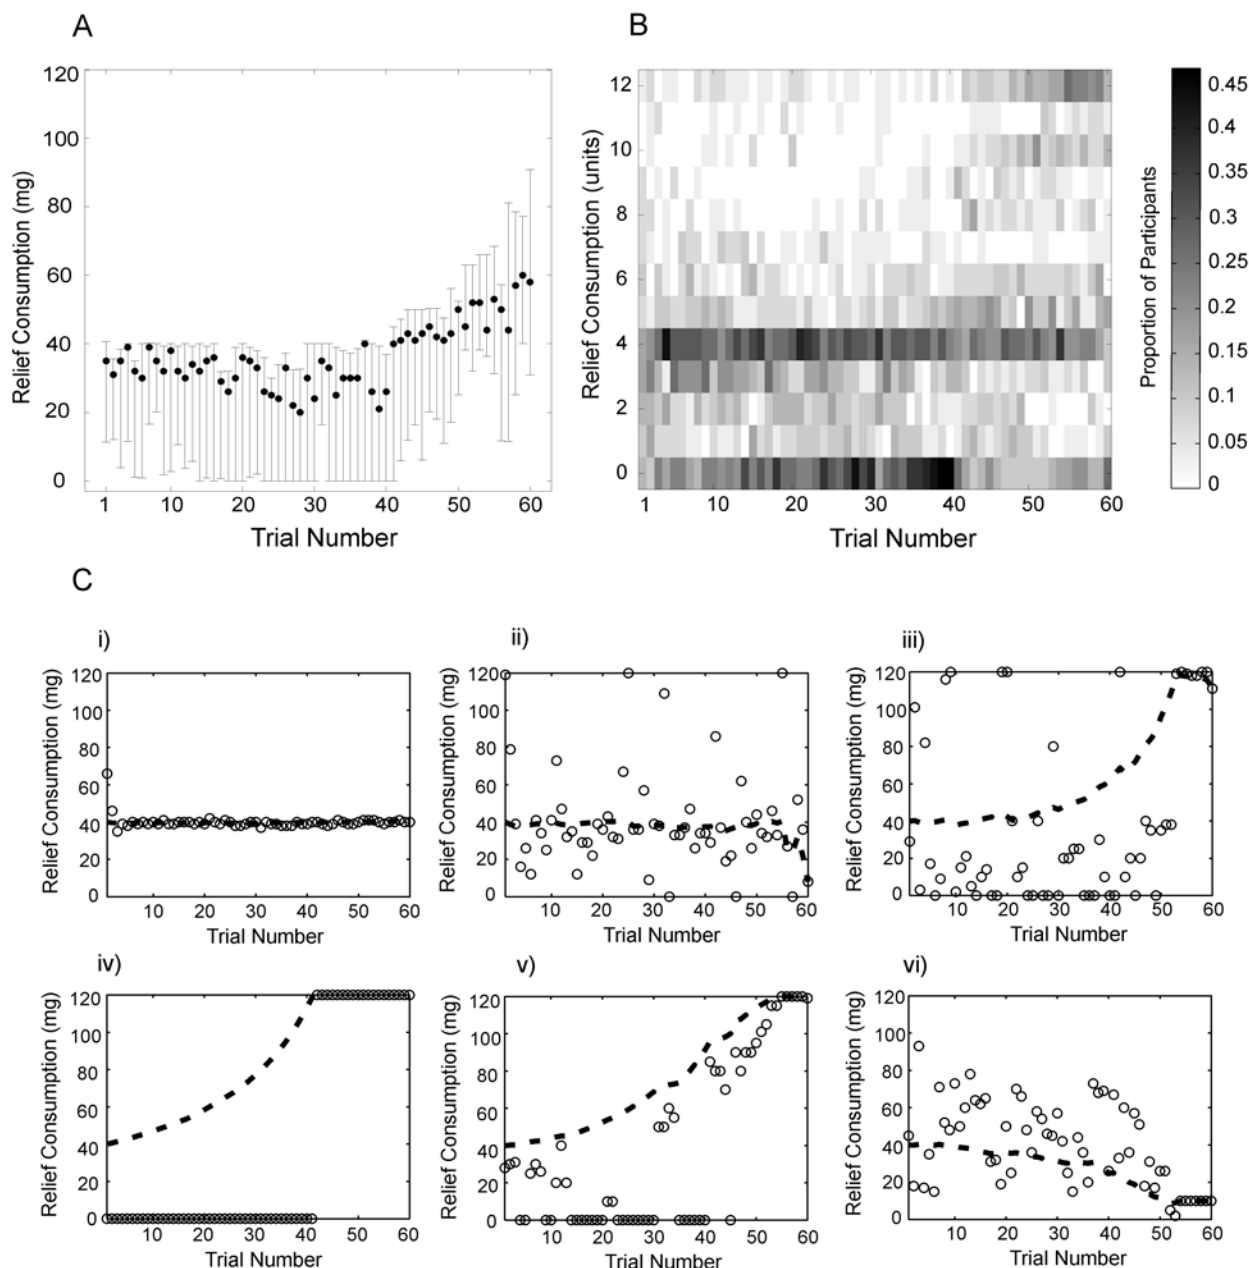 A
Relief Consumption (mg)
120
100
80
60
40
20
0
1 10 20 30 40 50 60
Trial Number
B
Relief Consumption (units)
12
10
8
6
4
2
0
1 10 20 30 40 50 60
Trial Number
Proportion of Participants
0.45
0.4
0.35
0.3
0.25
0.2
0.15
0.1
0.05
0
C
i)
Relief Consumption (mg)
120
100
80
60
40
20
0
10 20 30 40 50 60
Trial Number
ii)
Relief Consumption (mg)
120
100
80
60
40
20
0
10 20 30 40 50 60
Trial Number
iii)
Relief Consumption (mg)
120
100
80
60
40
20
0
10 20 30 40 50 60
Trial Number
iv)
Relief Consumption (mg)
120
100
80
60
40
20
0
10 20 30 40 50 60
Trial Number
v)
Relief Consumption (mg)
120
100
80
60
40
20
0
10 20 30 40 50 60
Trial Number
vi)
Relief Consumption (mg)
120
100
80
60
40
20
0
10 20 30 40 50 60
Trial Number